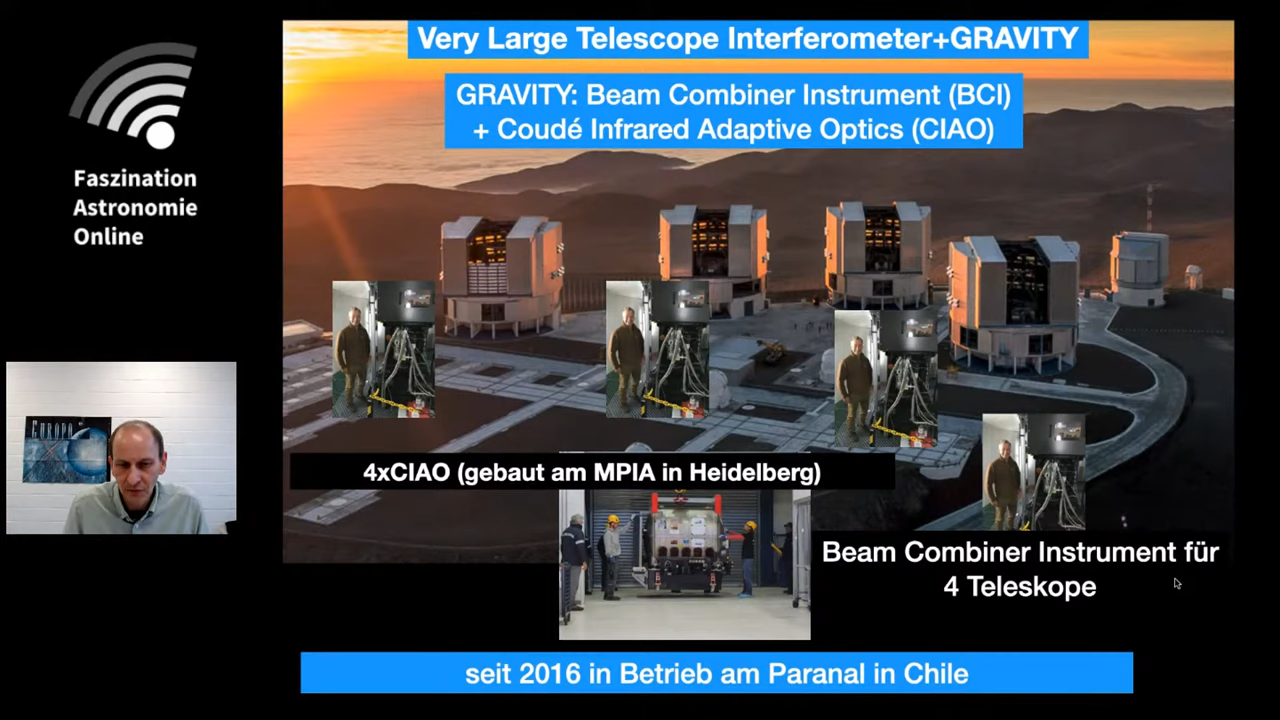 Very Large Telescope Interferometer+GRAVITY
GRAVITY: Beam Combiner Instrument (BCI)
+ Coudé Infrared Adaptive Optics (CIAO)
Faszination
Astronomie
Online
EUROPA
4xCIAO (gebaut am MPIA in Heidelberg)
Beam Combiner Instrument für
4 Teleskope
seit 2016 in Betrieb am Paranal in Chile